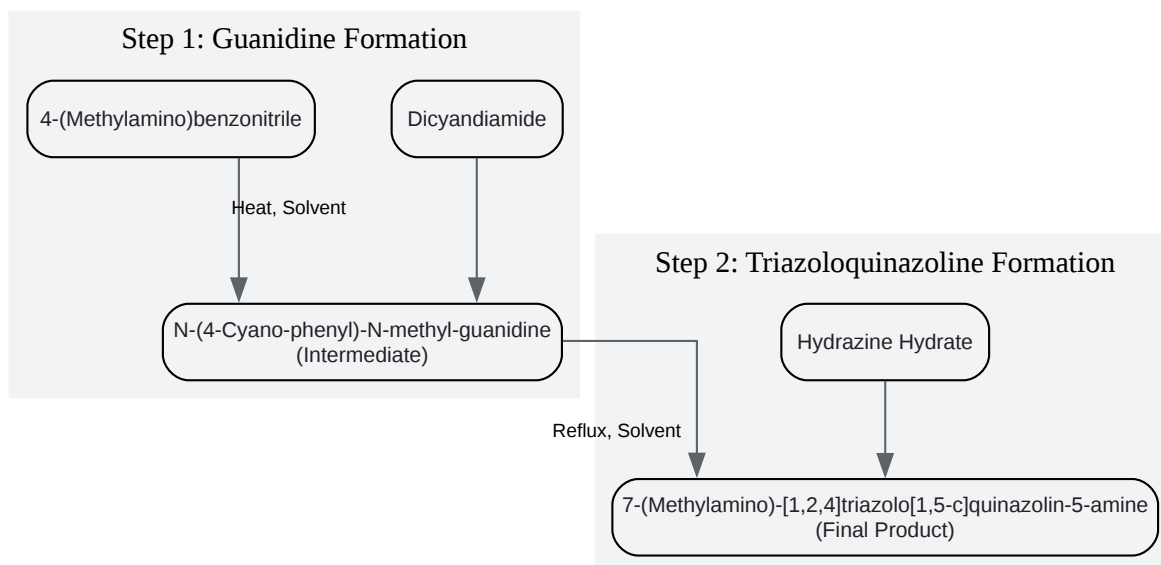 Step 1: Guanidine Formation
4-(Methylamino)benzonitrile
Dicyandiamide
Heat, Solvent
N-(4-Cyano-phenyl)-N-methyl-guanidine
(Intermediate)
Step 2: Triazoloquinazoline Formation
Hydrazine Hydrate
Reflux, Solvent
7-(Methylamino)-[1,2,4]triazolo[1,5-c]quinazolin-5-amine
(Final Product)